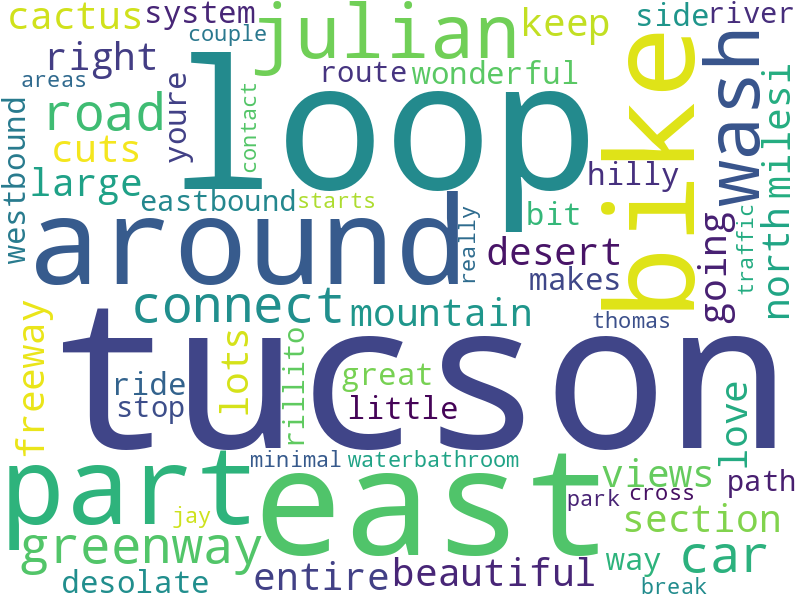 cactus system couple julian keep side river
right areas route wonderful
youre contact loop bike wash milesi
road cuts large westbound eastbound starts
hilly bit
around really desert makes going traffic north
connect mountain thomas
tucson
freeway lots rillito great
ride stop little love
part east minimal waterbathroom views path
jay park cross section
greenway way car
desolate entire beautiful break